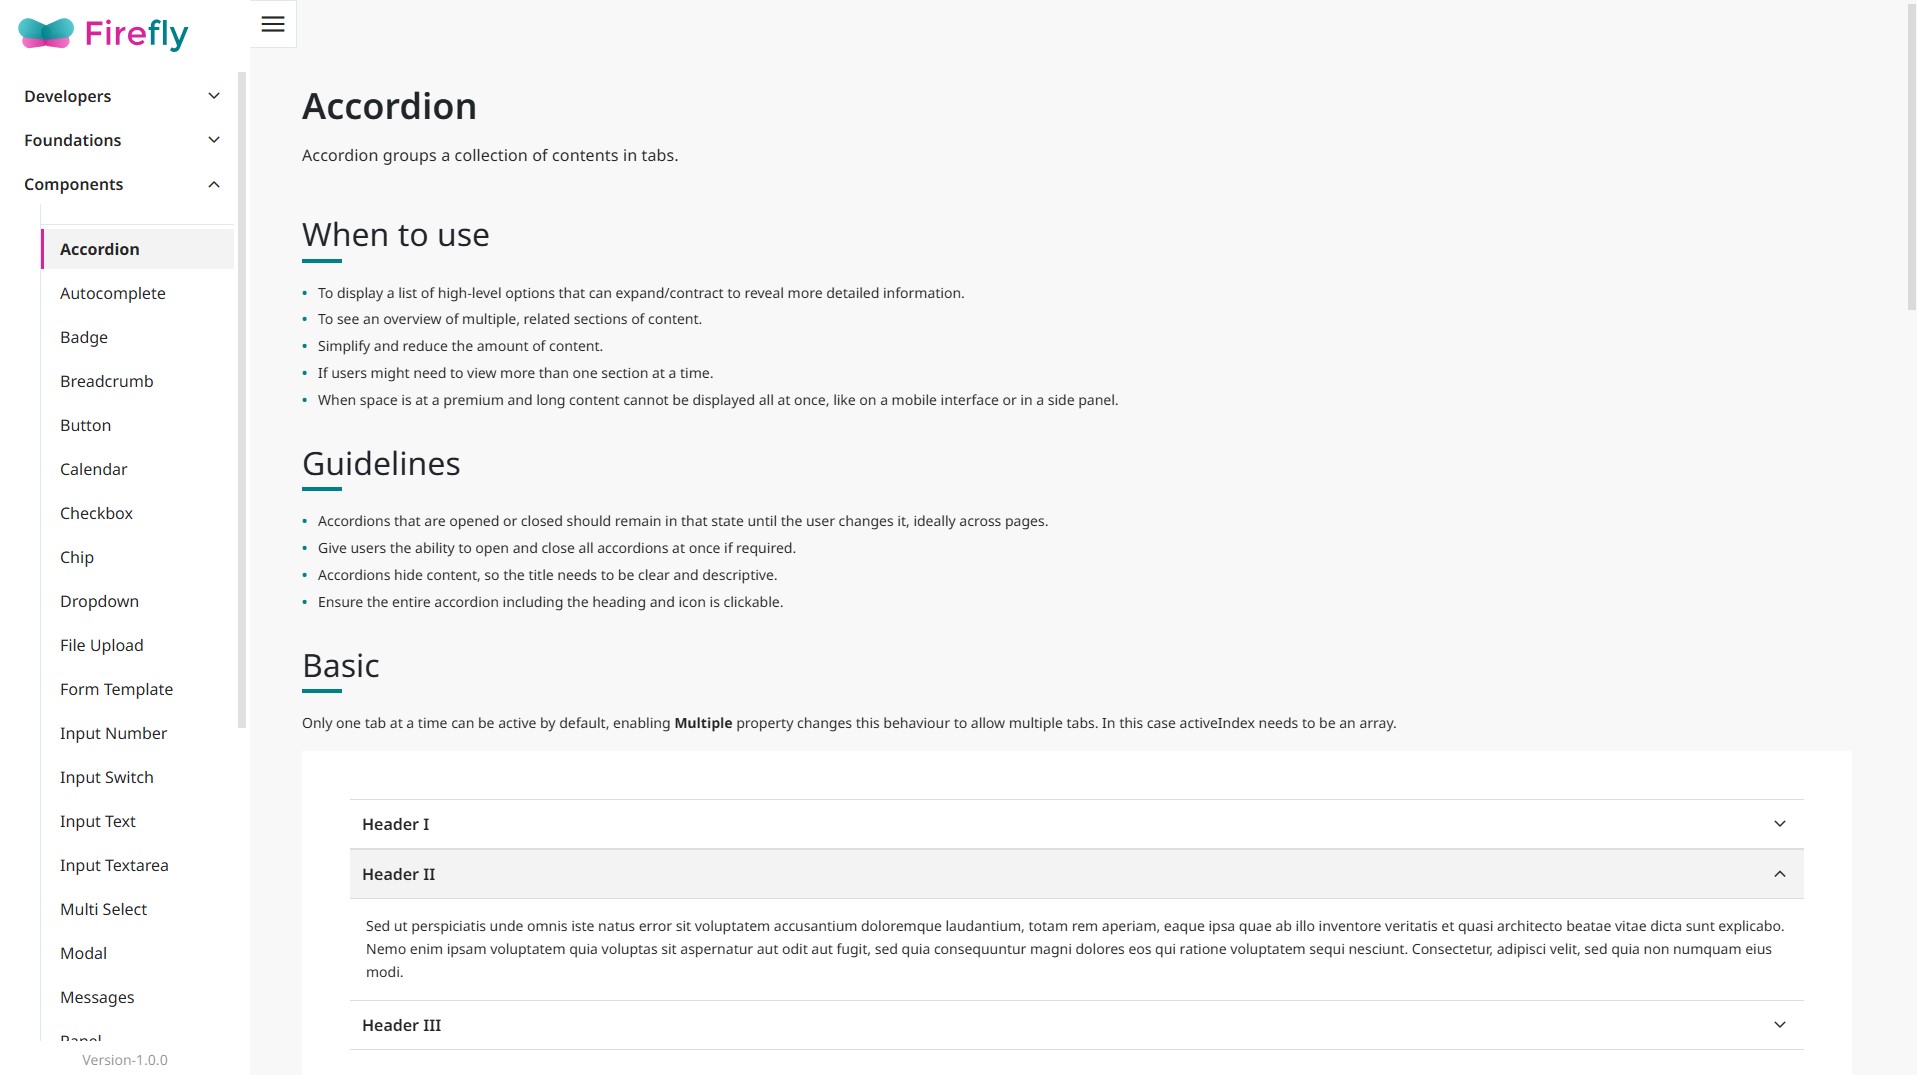 Firefly
Developers
Foundations
Components
Accordion
Autocomplete
Badge
Breadcrumb
Button
Calendar
Checkbox
Chip
Dropdown
File Upload
Form Template
Input Number
Input Switch
Input Text
Input Textarea
Multi Select
Modal
Messages
Panel
Version-1.0.0
Accordion
Accordion groups a collection of contents in tabs.
When to use
• To display a list of high-level options that can expand/contract to reveal more detailed information.
• To see an overview of multiple, related sections of content.
• Simplify and reduce the amount of content.
• If users might need to view more than one section at a time.
• When space is at a premium and long content cannot be displayed all at once, like on a mobile interface or in a side panel.
Guidelines
• Accordions that are opened or closed should remain in that state until the user changes it, ideally across pages.
• Give users the ability to open and close all accordions at once if required.
• Accordions hide content, so the title needs to be clear and descriptive.
• Ensure the entire accordion including the heading and icon is clickable.
Basic
Only one tab at a time can be active by default, enabling Multiple property changes this behaviour to allow multiple tabs. In this case activeIndex needs to be an array.
Header I
Header II
Sed ut perspiciatis unde omnis iste natus error sit voluptatem accusantium doloremque laudantium, totam rem aperiam, eaque ipsa quae ab illo inventore veritatis et quasi architecto beatae vitae dicta sunt explicabo.
Nemo enim ipsam voluptatem quia voluptas sit aspernatur aut odit aut fugit, sed quia consequuntur magni dolores eos qui ratione voluptatem sequi nesciunt. Consectetur, adipisci velit, sed quia non numquam eius
modi.
Header III